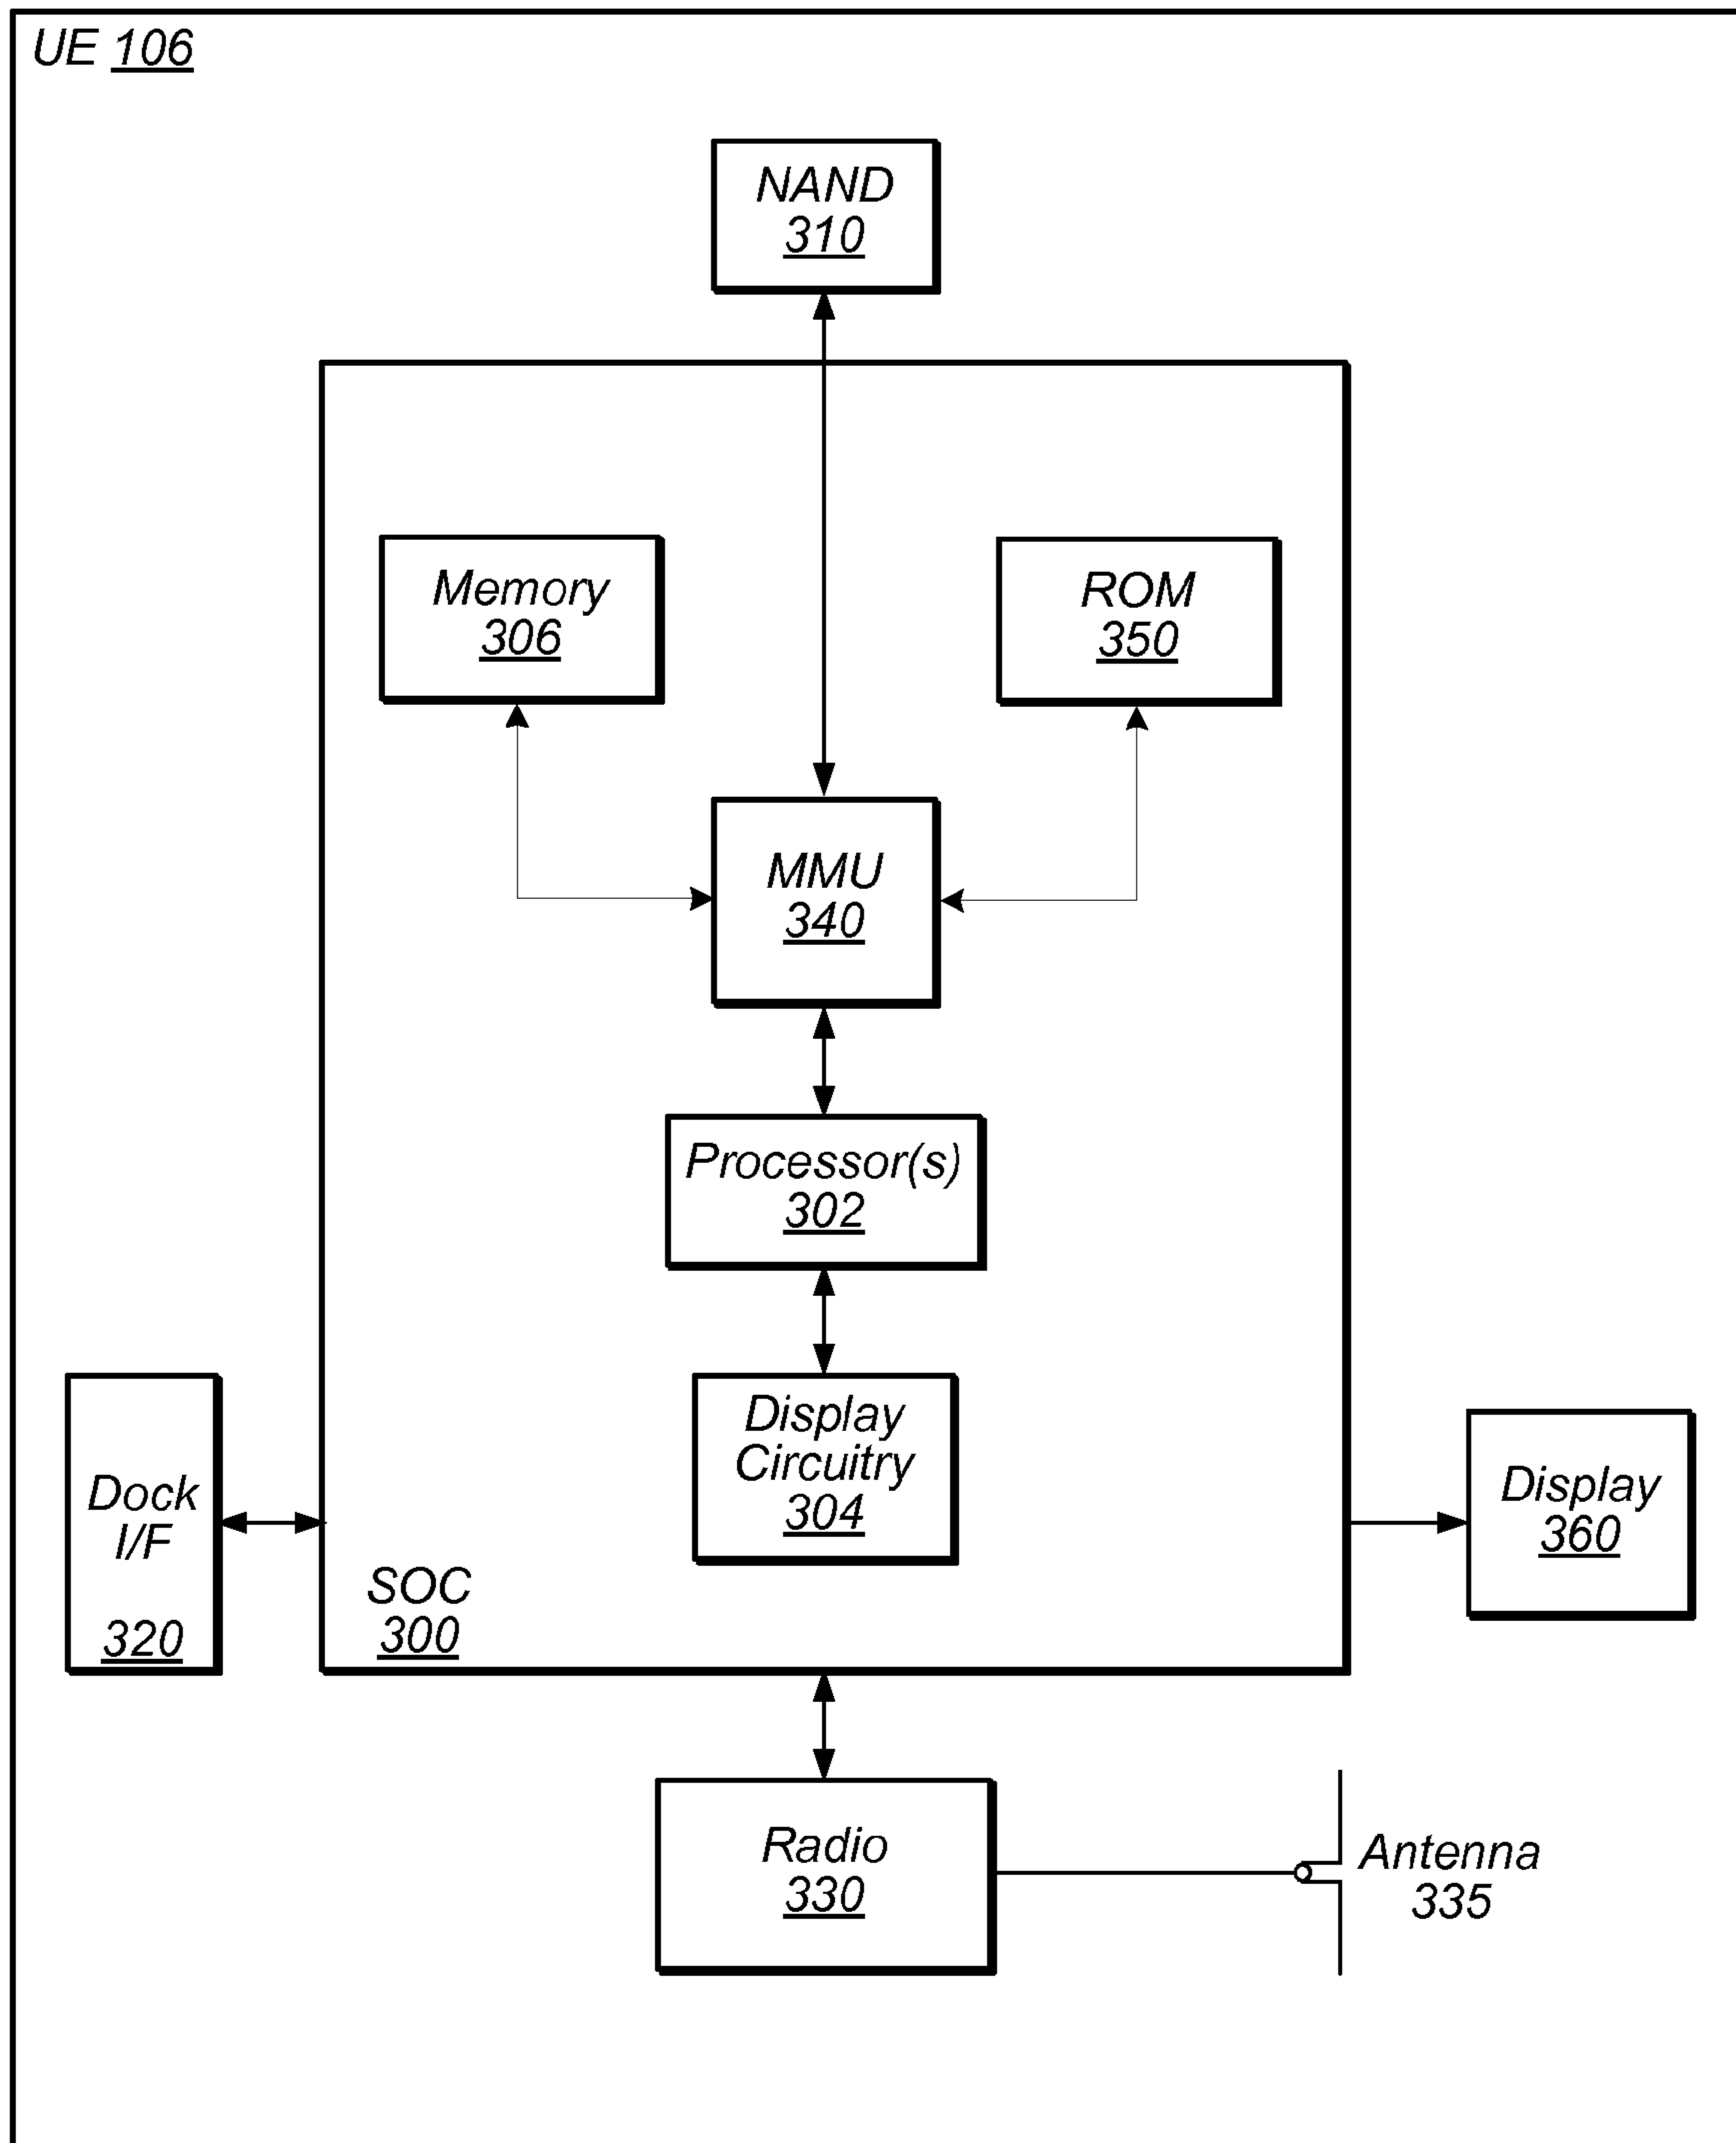 UE 106
NAND
310
Memory
306
ROM
350
MMU
340
Processor(s)
302
Display
Circuitry
304
Dock
I/F
320
SOC
300
Display
360
Radio
330
Antenna
335